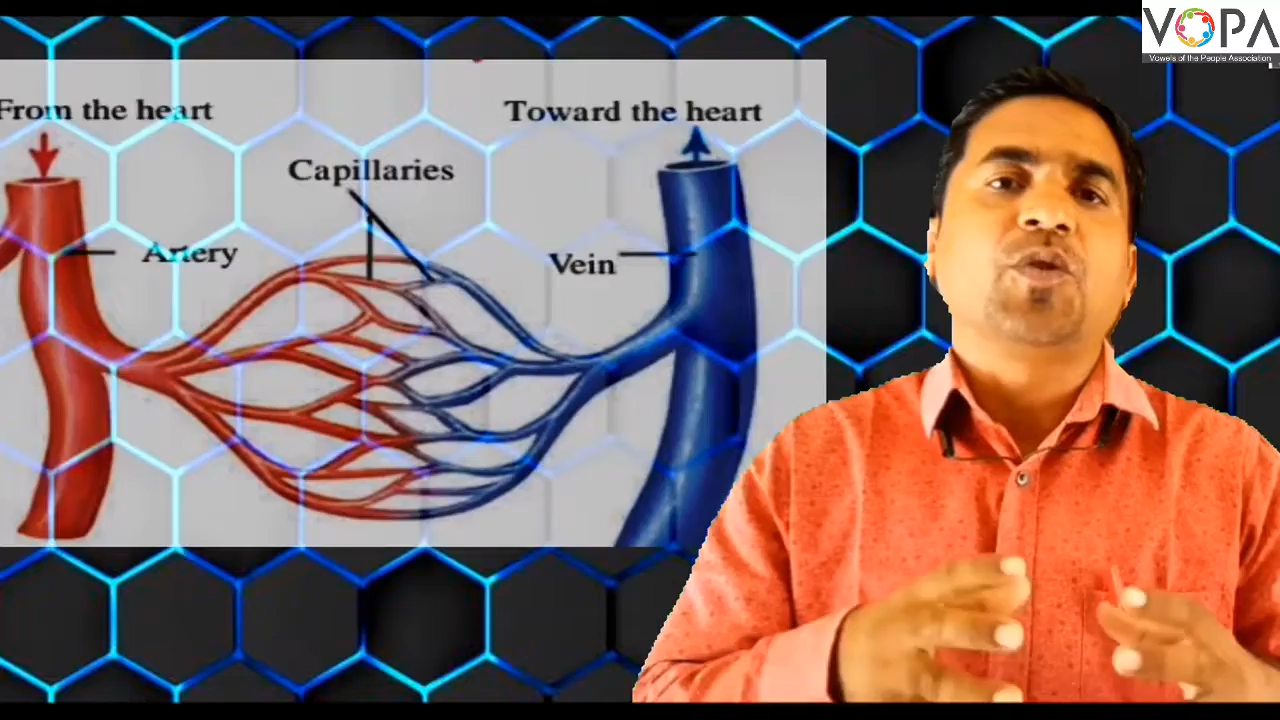 VOPA
Vowels of the People Association
From the heart
Toward the heart
Capillaries
Artery
Vein